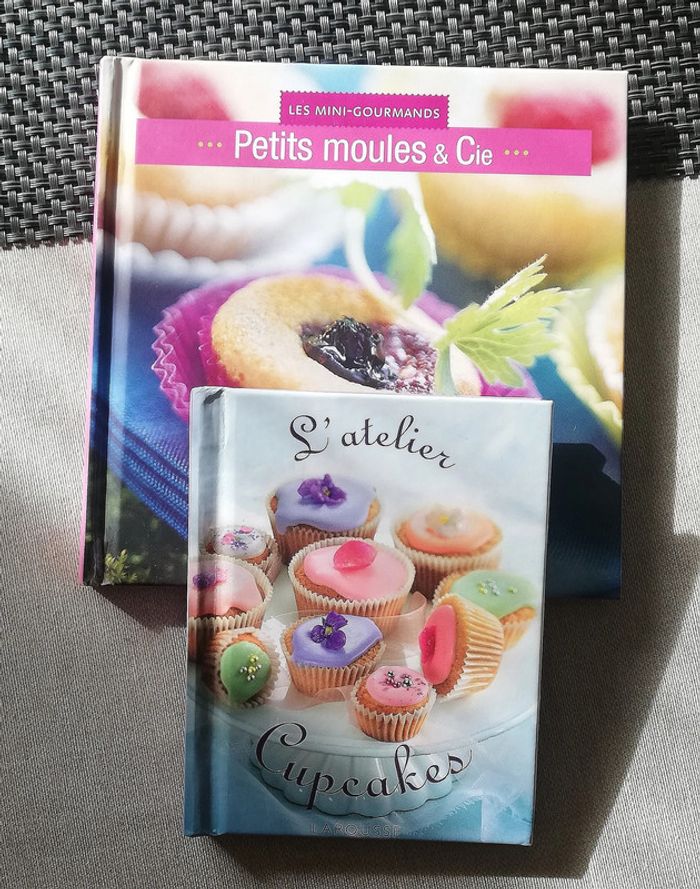 LES MINI-GOURMANDS
Petits moules & Cie
L'atelier
Cupcakes
LAROUSSE